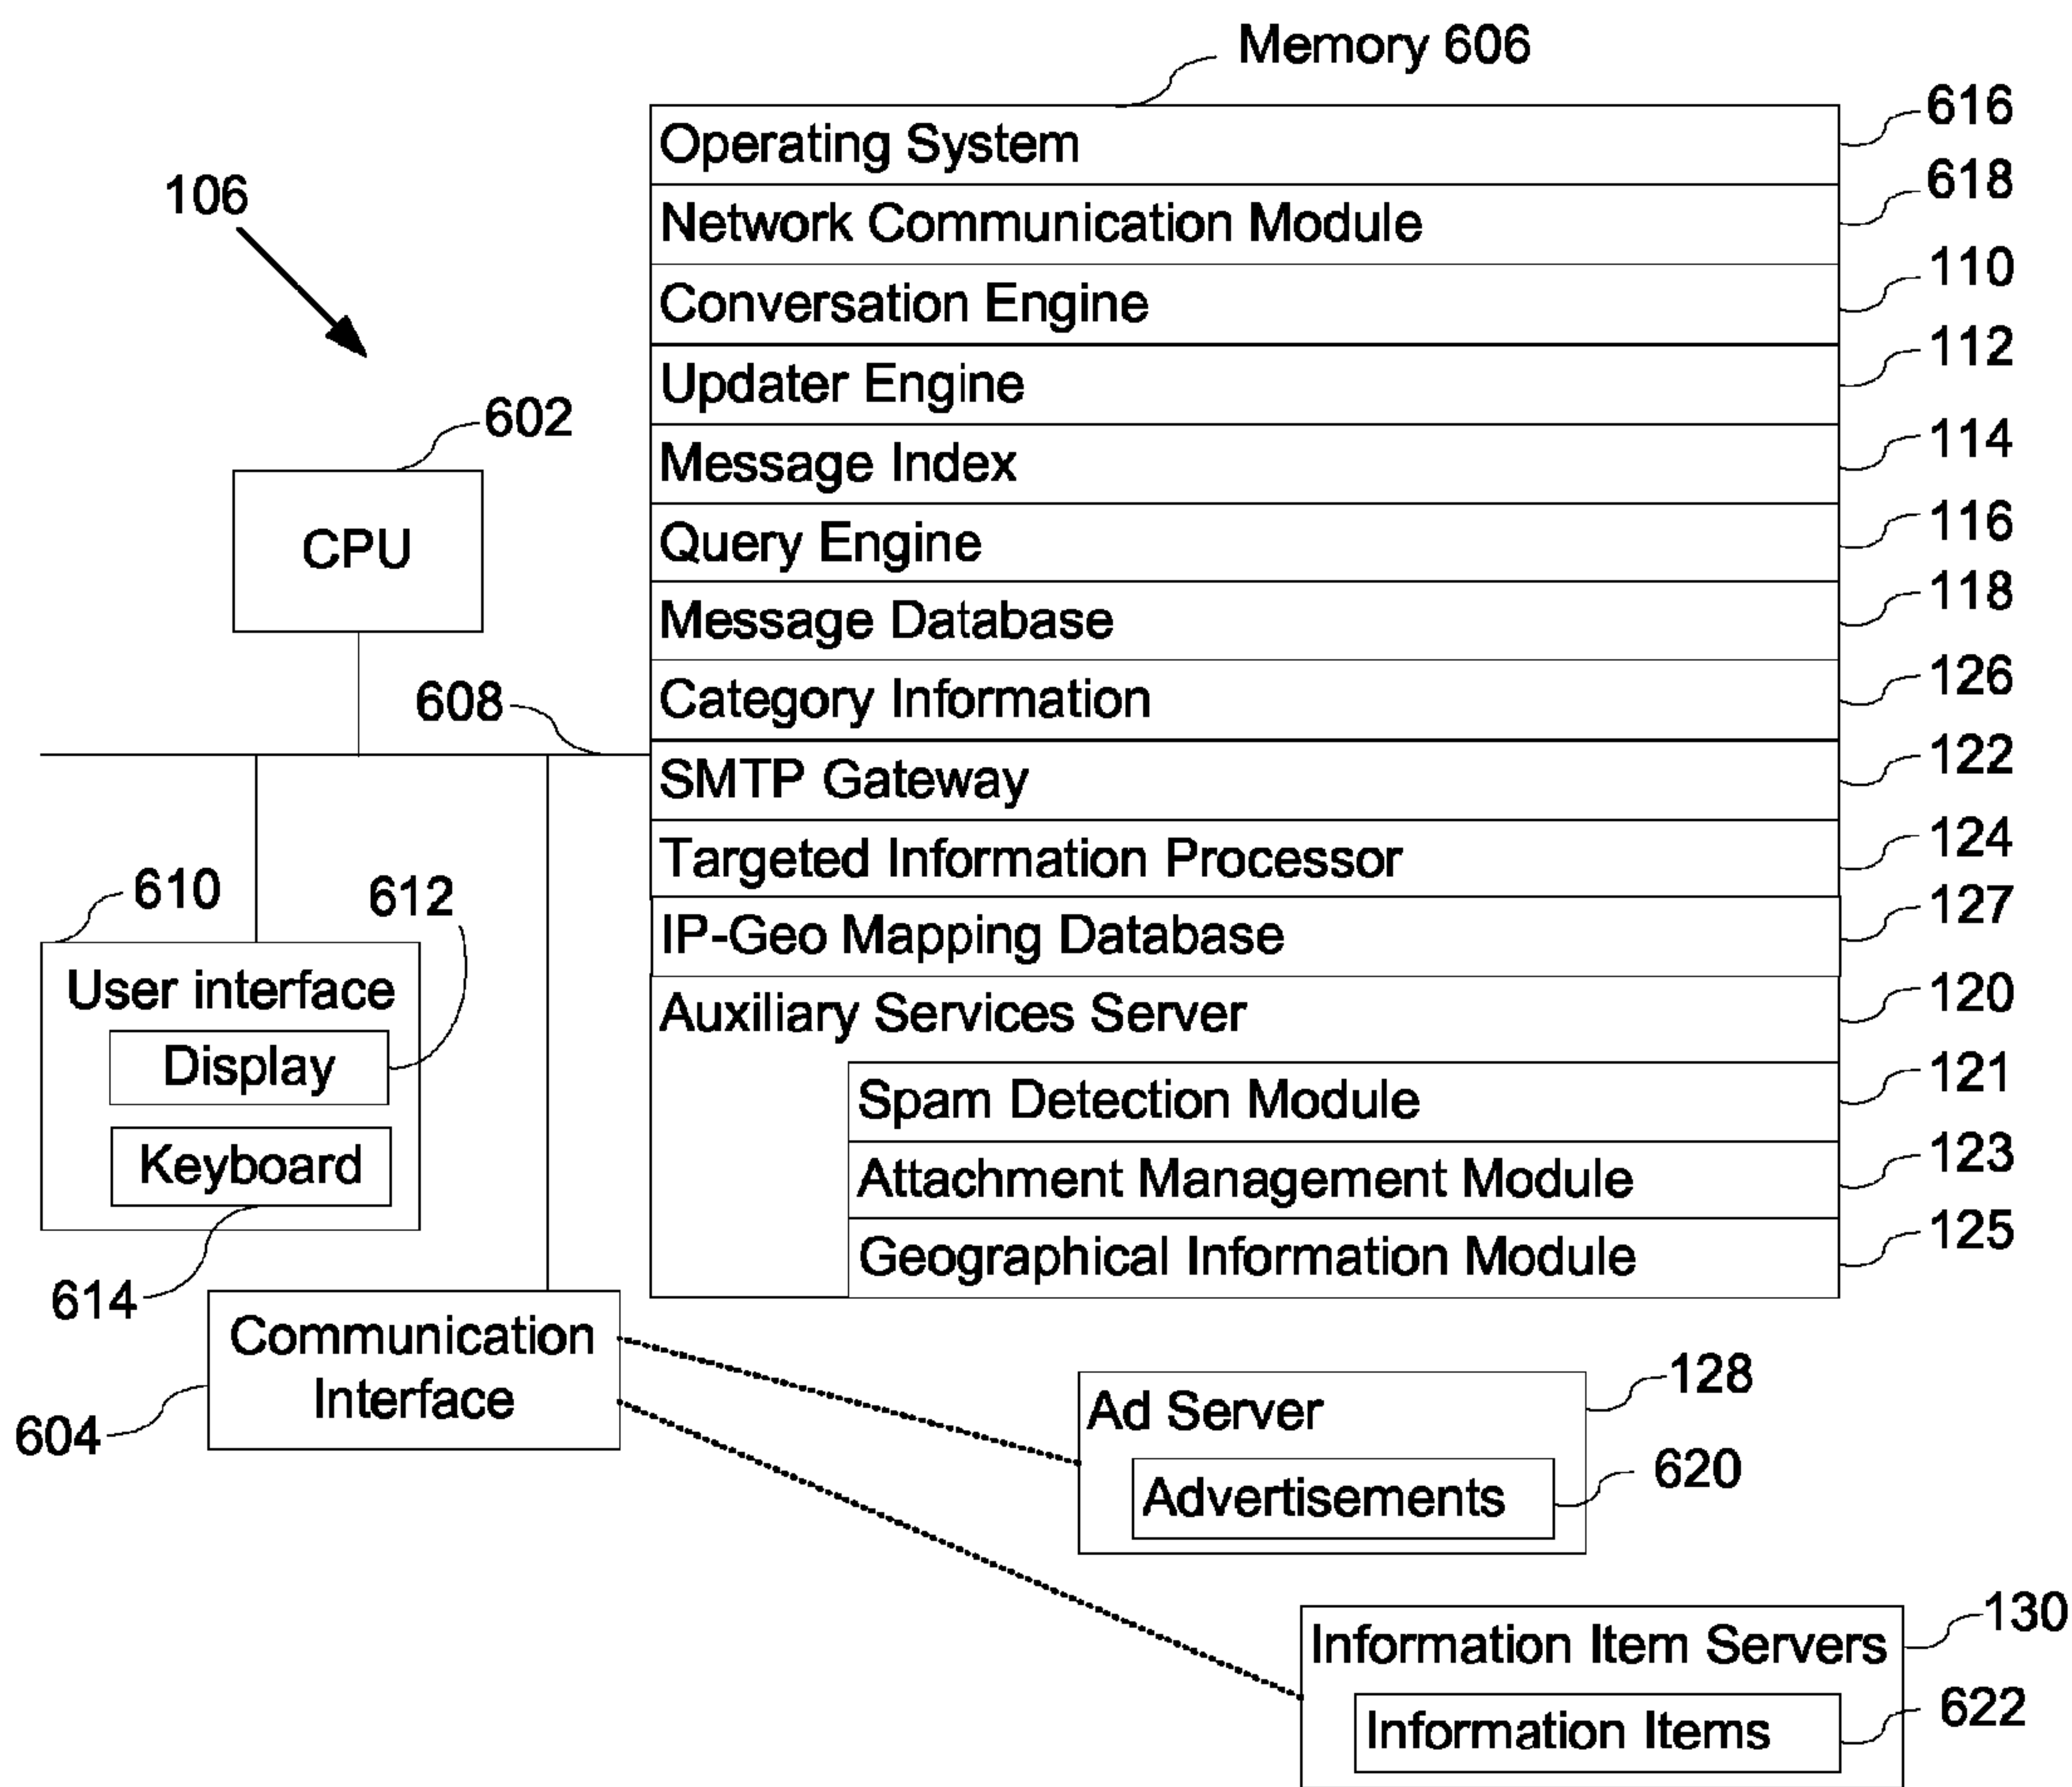 Memory 606
Operating System 616
Network Communication Module 618
106
Conversation Engine 110
Updater Engine 112
602
Message Index 114
CPU
Query Engine 116
Message Database 118
608
Category Information 126
SMTP Gateway 122
Targeted Information Processor 124
IP-Geo Mapping Database 127
Auxiliary Services Server 120
Spam Detection Module 121
Attachment Management Module 123
Geographical Information Module 125
610
612
User interface
Display
Keyboard
614
Communication
Interface
604
Ad Server 128
Advertisements 620
Information Item Servers 130
Information Items 622